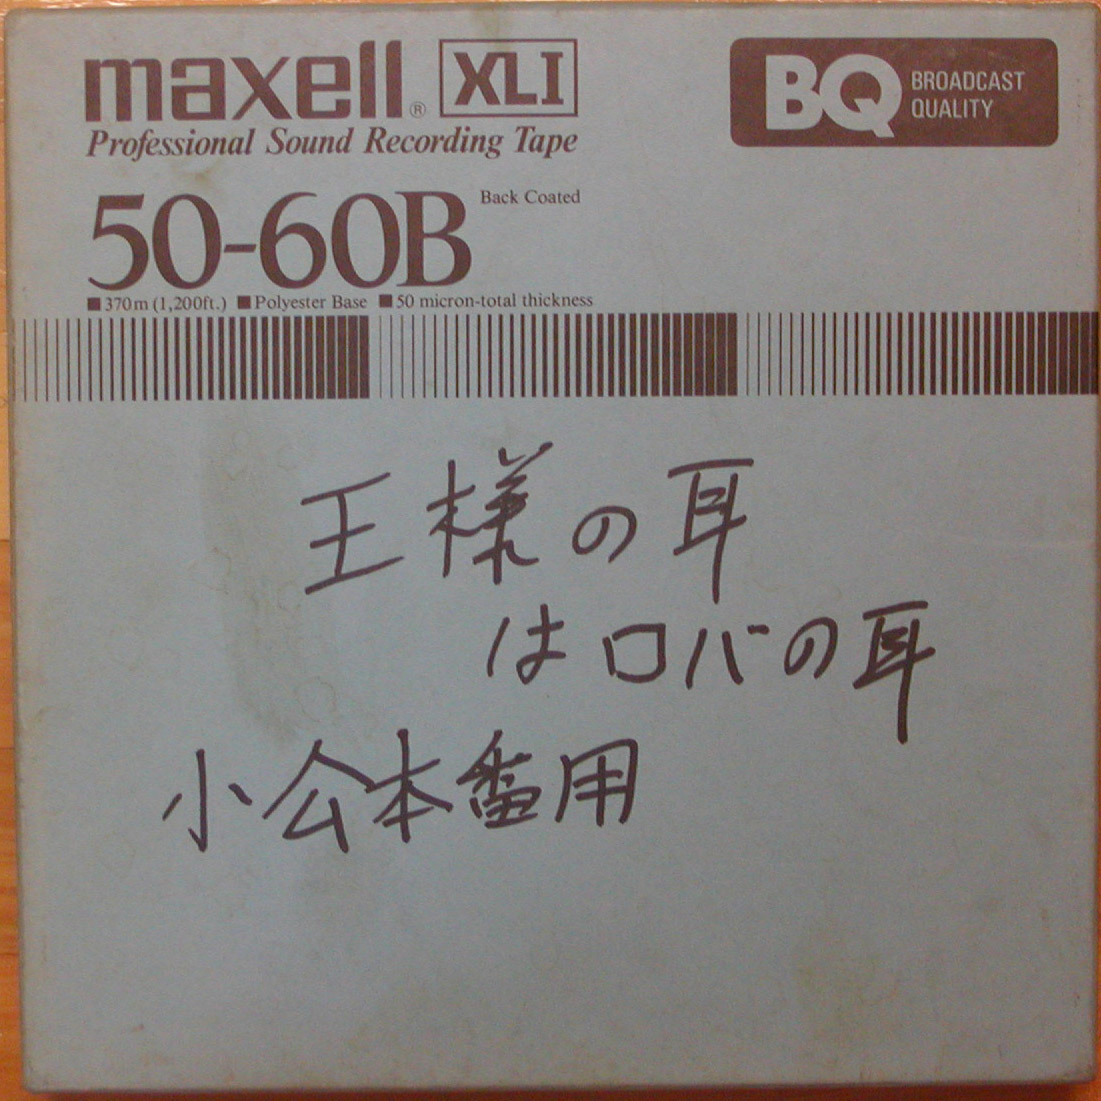 maxell® XLI
Professional Sound Recording Tape
BQ BROADCAST QUALITY
50-60B Back Coated
■370m (1,200ft.) ■Polyester Base ■50 micron-total thickness
王様の耳
はロバの耳
小公本番用